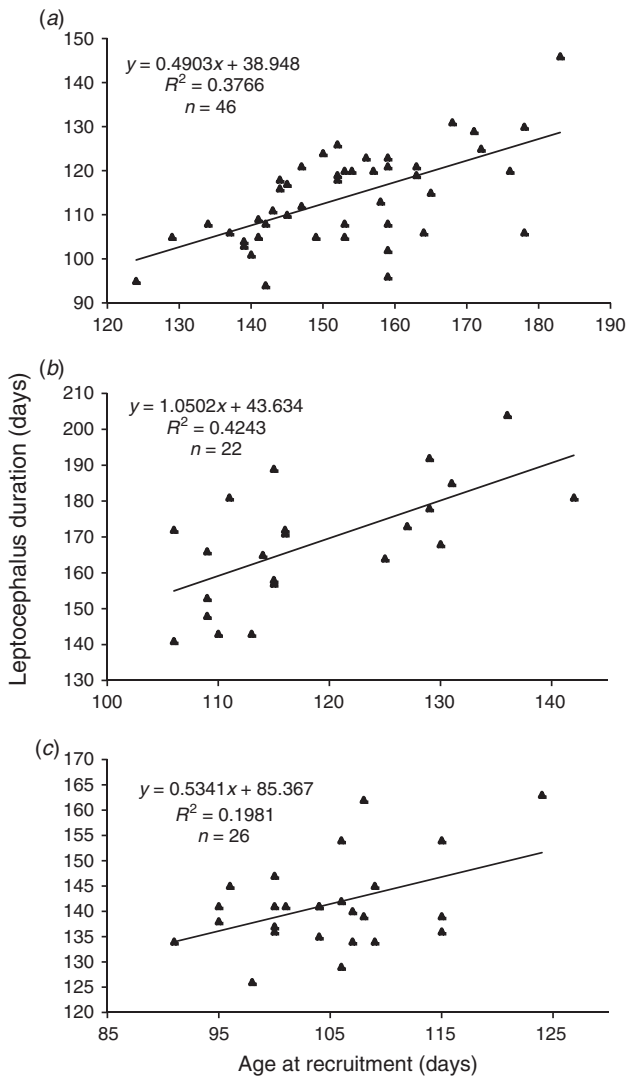 (a)
150
140
130
120
110
100
90
y = 0.4903x + 38.948
R² = 0.3766
n = 46
120 130 140 150 160 170 180 190
(b)
210
200
190
180
170
160
150
140
130
y = 1.0502x + 43.634
R² = 0.4243
n = 22
100 110 120 130 140
Leptocephalus duration (days)
(c)
170
165
160
155
150
145
140
135
130
125
120
y = 0.5341x + 85.367
R² = 0.1981
n = 26
85 95 105 115 125
Age at recruitment (days)